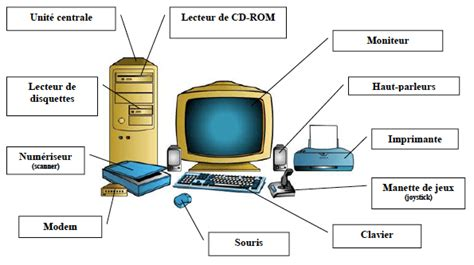 Unité centrale
Lecteur de CD-ROM
Moniteur
Lecteur de
disquettes
Haut-parleurs
Imprimante
Numériseur
(scanner)
Manette de jeux
(joystick)
Modem
Souris
Clavier